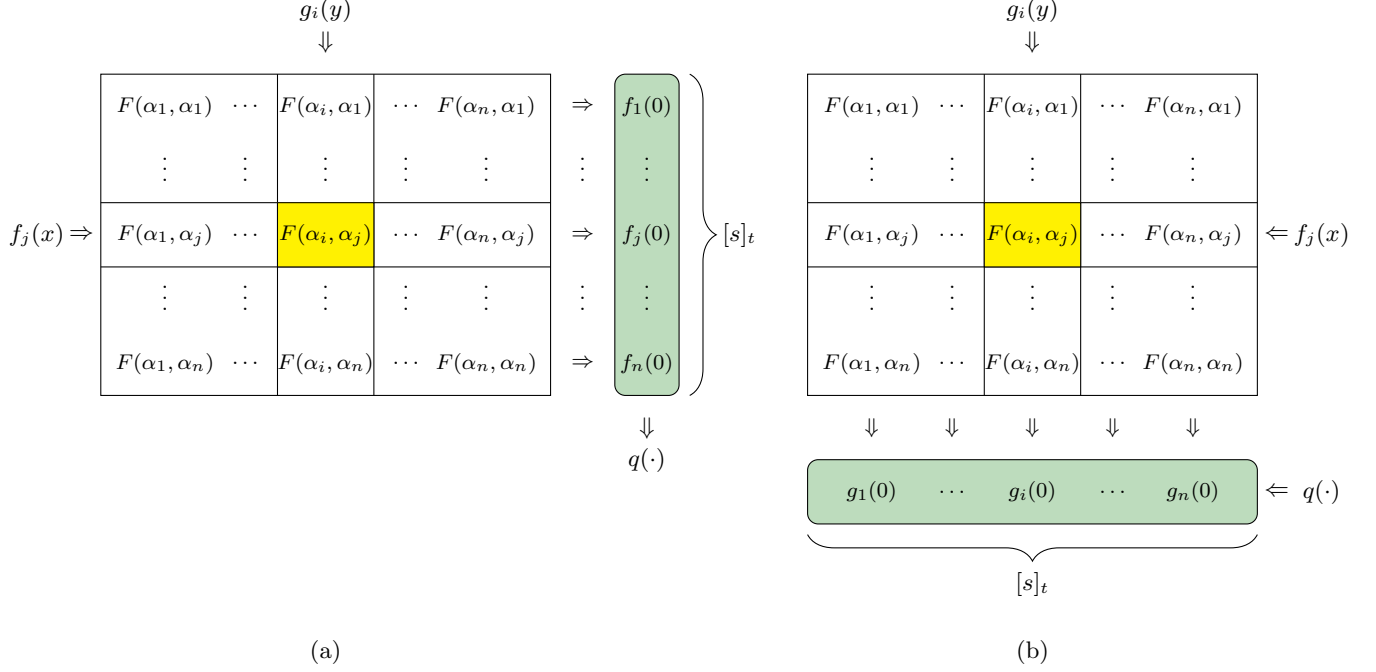 g_i(y)
⇓
F(α_1, α_1) ⋯ F(α_i, α_1) ⋯ F(α_n, α_1) ⇒ f_1(0)
⋮ ⋮ ⋮ ⋮ ⋮ ⋮ ⋮
f_j(x) ⇒ F(α_1, α_j) ⋯ F(α_i, α_j) ⋯ F(α_n, α_j) ⇒ f_j(0) [s]_t
⋮ ⋮ ⋮ ⋮ ⋮ ⋮ ⋮
F(α_1, α_n) ⋯ F(α_i, α_n) ⋯ F(α_n, α_n) ⇒ f_n(0)
⇓
q(·)
(a)
g_i(y)
⇓
F(α_1, α_1) ⋯ F(α_i, α_1) ⋯ F(α_n, α_1)
⋮ ⋮ ⋮ ⋮ ⋮
F(α_1, α_j) ⋯ F(α_i, α_j) ⋯ F(α_n, α_j) ⇐ f_j(x)
⋮ ⋮ ⋮ ⋮ ⋮
F(α_1, α_n) ⋯ F(α_i, α_n) ⋯ F(α_n, α_n)
⇓ ⇓ ⇓ ⇓ ⇓
g_1(0) ⋯ g_i(0) ⋯ g_n(0) ⇐ q(·)
[s]_t
(b)